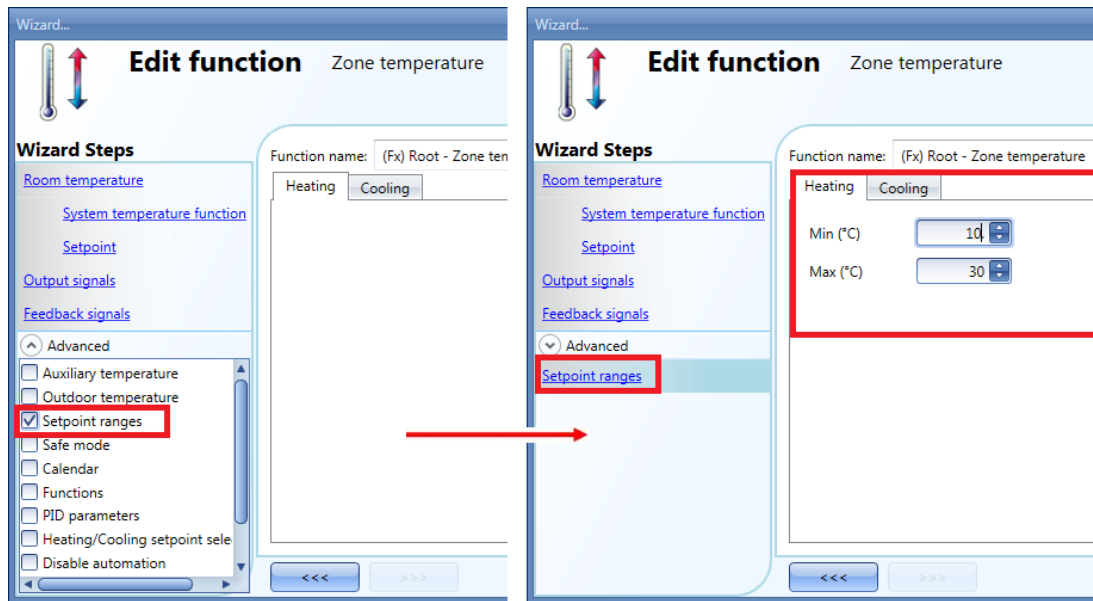 Wizard...
Edit function Zone temperature
Wizard Steps
Function name: (Fx) Root - Zone ten
Room temperature
Heating Cooling
System temperature function
Setpoint
Output signals
Feedback signals
Advanced
Auxiliary temperature
Outdoor temperature
Setpoint ranges
Safe mode
Calendar
Functions
PID parameters
Heating/Cooling setpoint sele
Disable automation
<<< >>>
Wizard...
Edit function Zone temperature
Wizard Steps
Function name: (Fx) Root - Zone temperature
Room temperature
Heating Cooling
System temperature function
Min (°C) 10
Setpoint
Max (°C) 30
Output signals
Feedback signals
Advanced
Setpoint ranges
<<< >>>